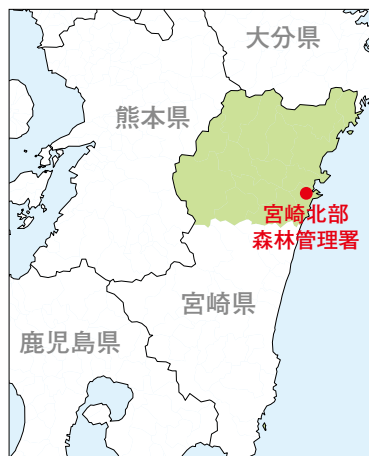 大分県
熊本県
宮崎北部
森林管理署
宮崎県
鹿児島県